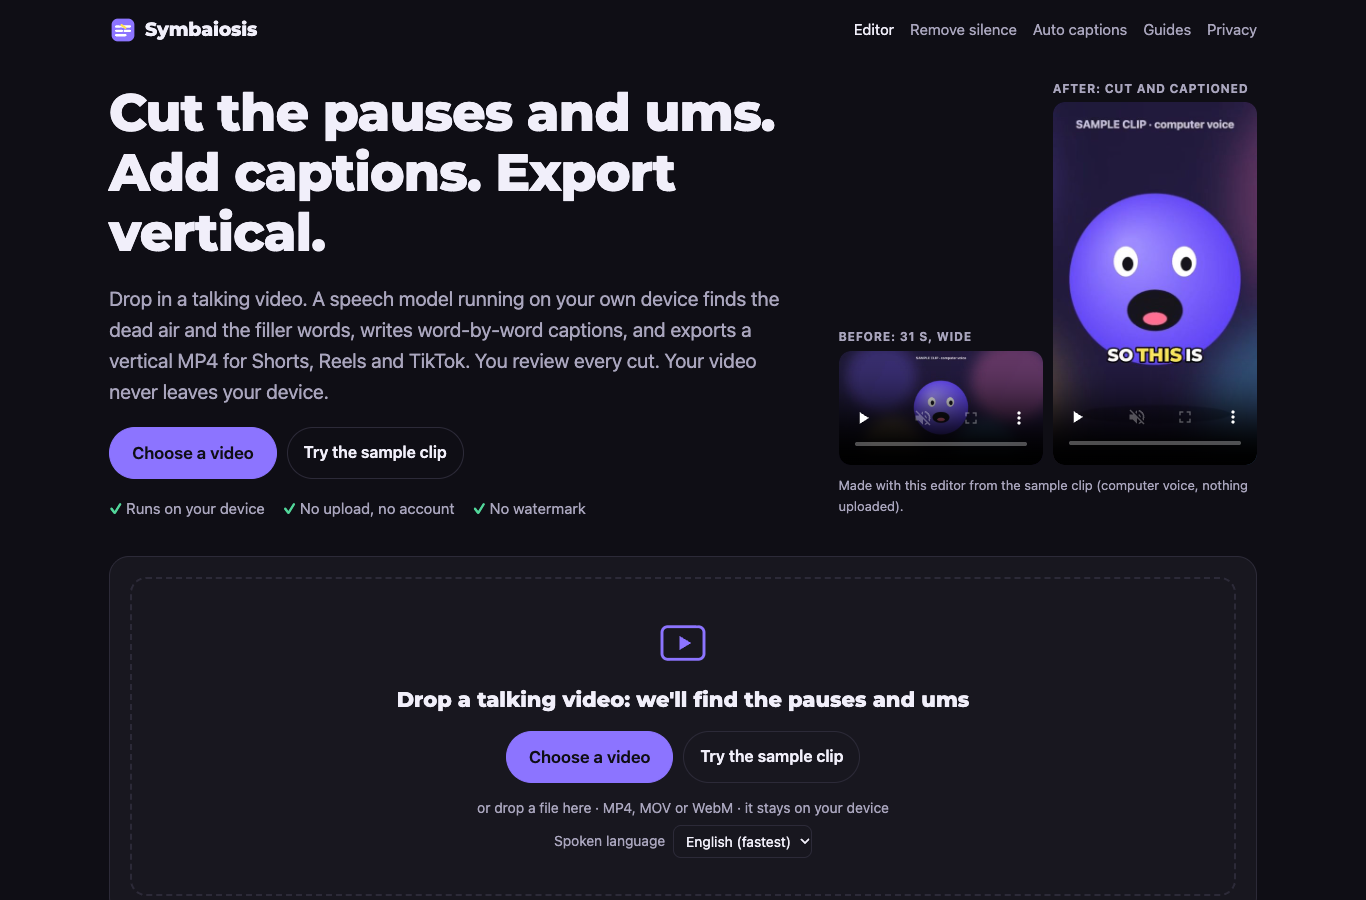 Symbaiosis
Editor Remove silence Auto captions Guides Privacy
Cut the pauses and ums.
Add captions. Export
vertical.
Drop in a talking video. A speech model running on your own device finds the
dead air and the filler words, writes word-by-word captions, and exports a
vertical MP4 for Shorts, Reels and TikTok. You review every cut. Your video
never leaves your device.
Choose a video Try the sample clip
Runs on your device No upload, no account No watermark
BEFORE: 31 S, WIDE
SAMPLE CLIP · computer voice
AFTER: CUT AND CAPTIONED
SAMPLE CLIP · computer voice
SO THIS IS
Made with this editor from the sample clip (computer voice, nothing
uploaded).
Drop a talking video: we'll find the pauses and ums
Choose a video Try the sample clip
or drop a file here · MP4, MOV or WebM · it stays on your device
Spoken language English (fastest)